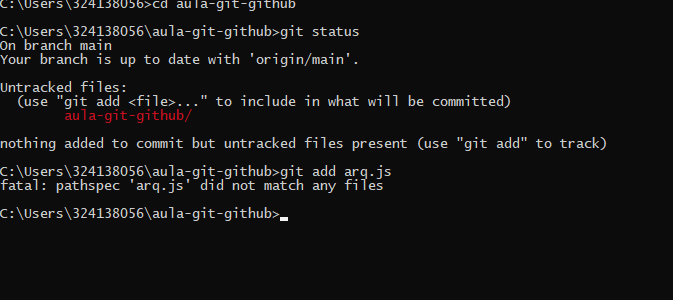 C:\Users\324138056>cd aula-git-github
C:\Users\324138056\aula-git-github>git status
On branch main
Your branch is up to date with 'origin/main'.
Untracked files:
(use "git add <file>..." to include in what will be committed)
aula-git-github/
nothing added to commit but untracked files present (use "git add" to track)
C:\Users\324138056\aula-git-github>git add arq.js
fatal: pathspec 'arq.js' did not match any files
C:\Users\324138056\aula-git-github>